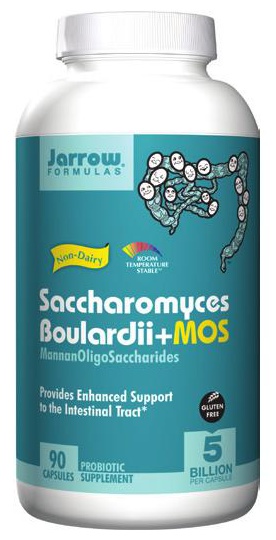 Jarrow
FORMULAS
Non-Dairy
ROOM
TEMPERATURE
STABLE™
Saccharomyces
Boulardii+MOS
MannanOligoSaccharides
Provides Enhanced Support
to the Intestinal Tract*
GLUTEN
FREE
90
CAPSULES
PROBIOTIC
SUPPLEMENT
5
BILLION
PER CAPSULE